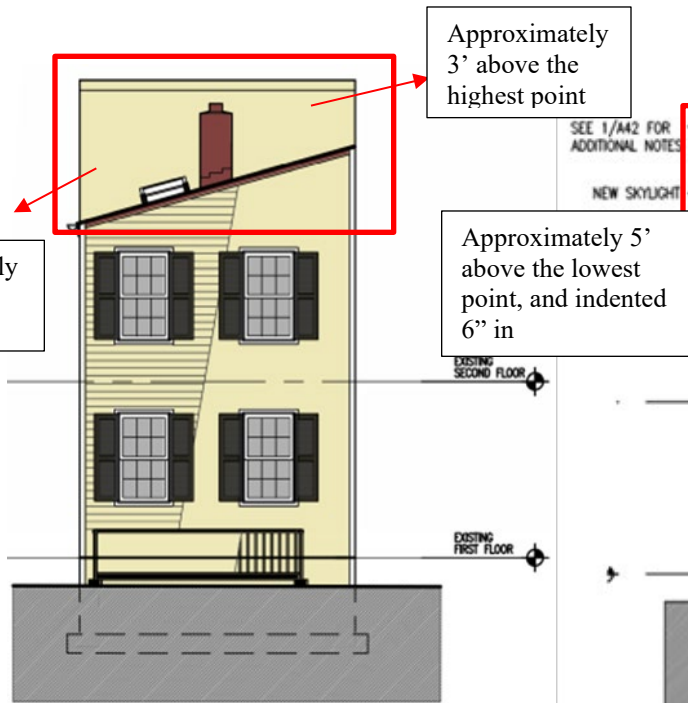 Approximately
3’ above the
highest point
SEE 1/A42 FOR
ADDITIONAL NOTES
NEW SKYLIGHT
ly
Approximately 5’
above the lowest
point, and indented
6” in
EXISTING
SECOND FLOOR
EXISTING
FIRST FLOOR